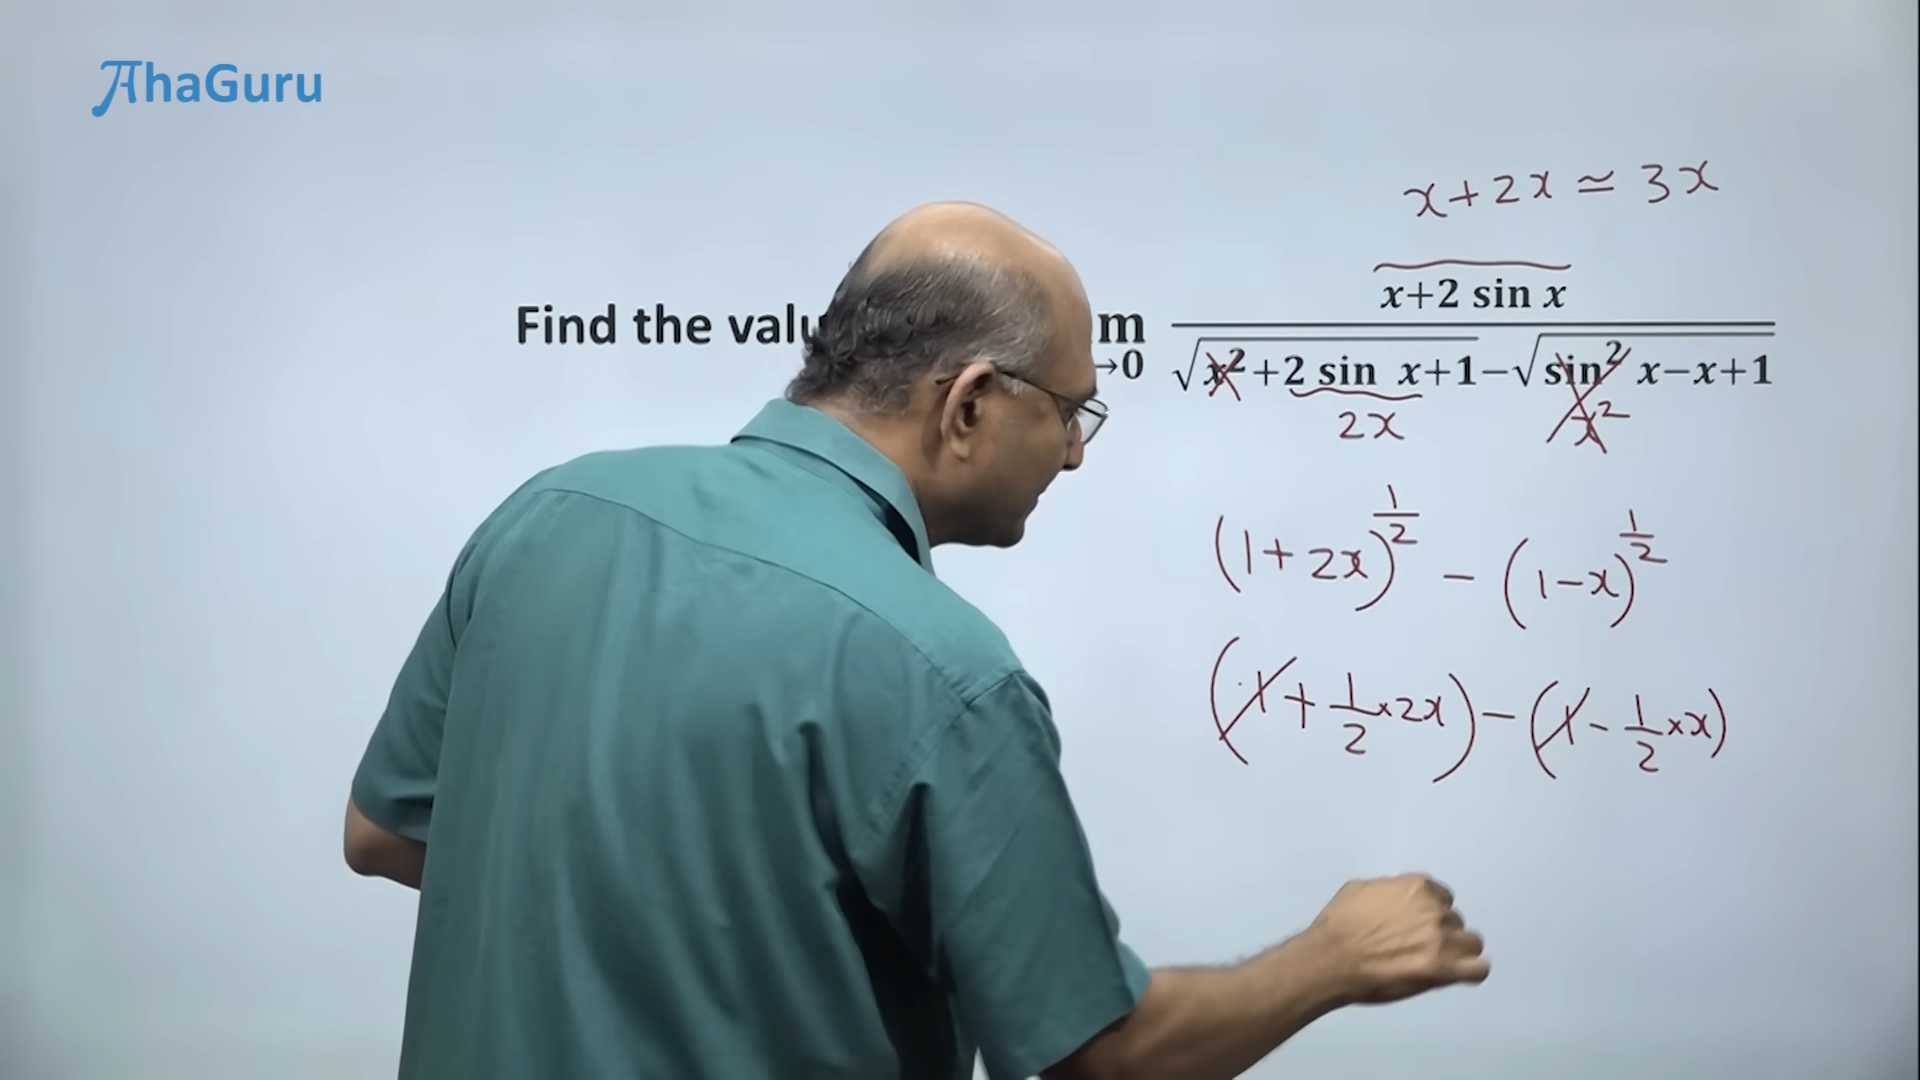 AhaGuru
x+2x ≃ 3x
Find the valu
m
→0
x+2 sin x
√x²+2 sin x+1−√sin² x−x+1
2x
x²
(1+2x)^1/2 − (1−x)^1/2
(1+1/2×2x)−(1−1/2×x)